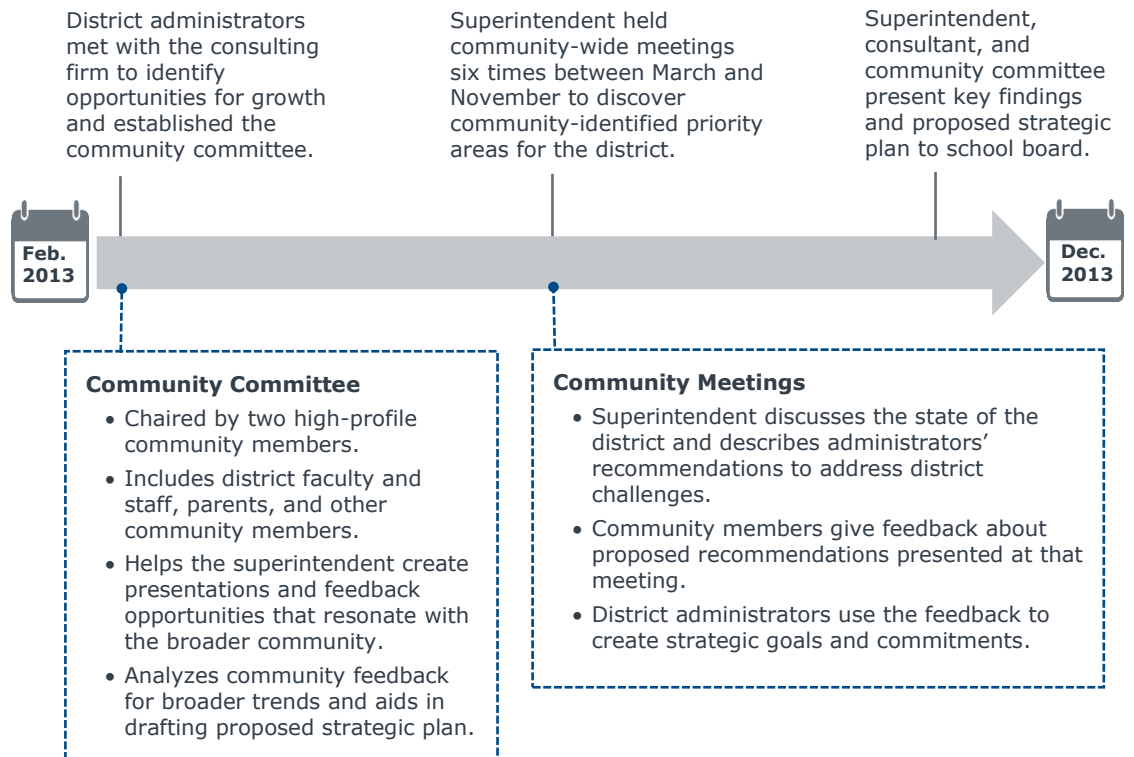 District administrators
met with the consulting
firm to identify
opportunities for growth
and established the
community committee.
Superintendent held
community-wide meetings
six times between March and
November to discover
community-identified priority
areas for the district.
Superintendent,
consultant, and
community committee
present key findings
and proposed strategic
plan to school board.
Feb.
2013
Dec.
2013
Community Committee
• Chaired by two high-profile
community members.
• Includes district faculty and
staff, parents, and other
community members.
• Helps the superintendent create
presentations and feedback
opportunities that resonate with
the broader community.
• Analyzes community feedback
for broader trends and aids in
drafting proposed strategic plan.
Community Meetings
• Superintendent discusses the state of the
district and describes administrators’
recommendations to address district
challenges.
• Community members give feedback about
proposed recommendations presented at that
meeting.
• District administrators use the feedback to
create strategic goals and commitments.